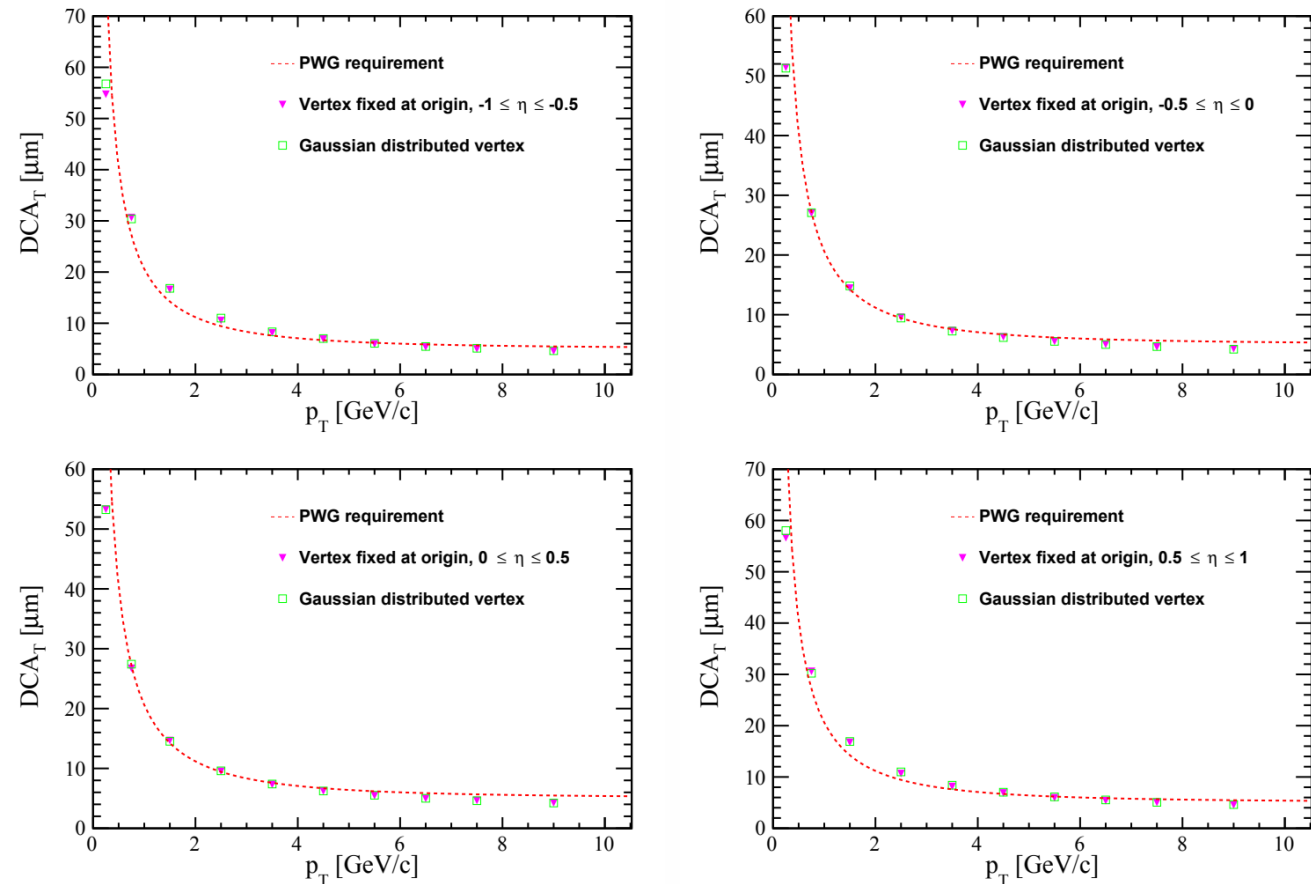 70
60
50
40
30
20
10
0
DCA_T [μm]
PWG requirement
Vertex fixed at origin, -1 ≤ η ≤ -0.5
Gaussian distributed vertex
0 2 4 6 8 10
p_T [GeV/c]
60
50
40
30
20
10
0
DCA_T [μm]
PWG requirement
Vertex fixed at origin, -0.5 ≤ η ≤ 0
Gaussian distributed vertex
0 2 4 6 8 10
p_T [GeV/c]
60
50
40
30
20
10
0
DCA_T [μm]
PWG requirement
Vertex fixed at origin, 0 ≤ η ≤ 0.5
Gaussian distributed vertex
0 2 4 6 8 10
p_T [GeV/c]
70
60
50
40
30
20
10
0
DCA_T [μm]
PWG requirement
Vertex fixed at origin, 0.5 ≤ η ≤ 1
Gaussian distributed vertex
0 2 4 6 8 10
p_T [GeV/c]